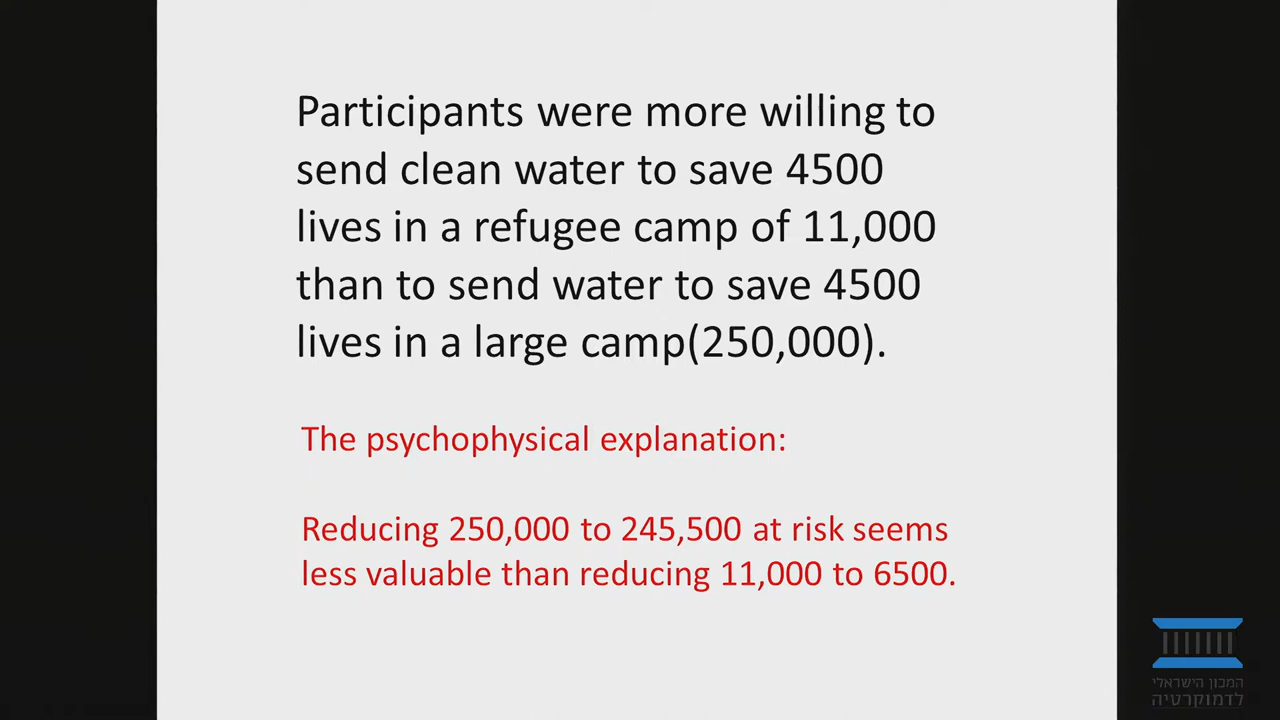 Participants were more willing to
send clean water to save 4500
lives in a refugee camp of 11,000
than to send water to save 4500
lives in a large camp(250,000).
The psychophysical explanation:
Reducing 250,000 to 245,500 at risk seems
less valuable than reducing 11,000 to 6500.
המכון הישראלי
לדמוקרטיה